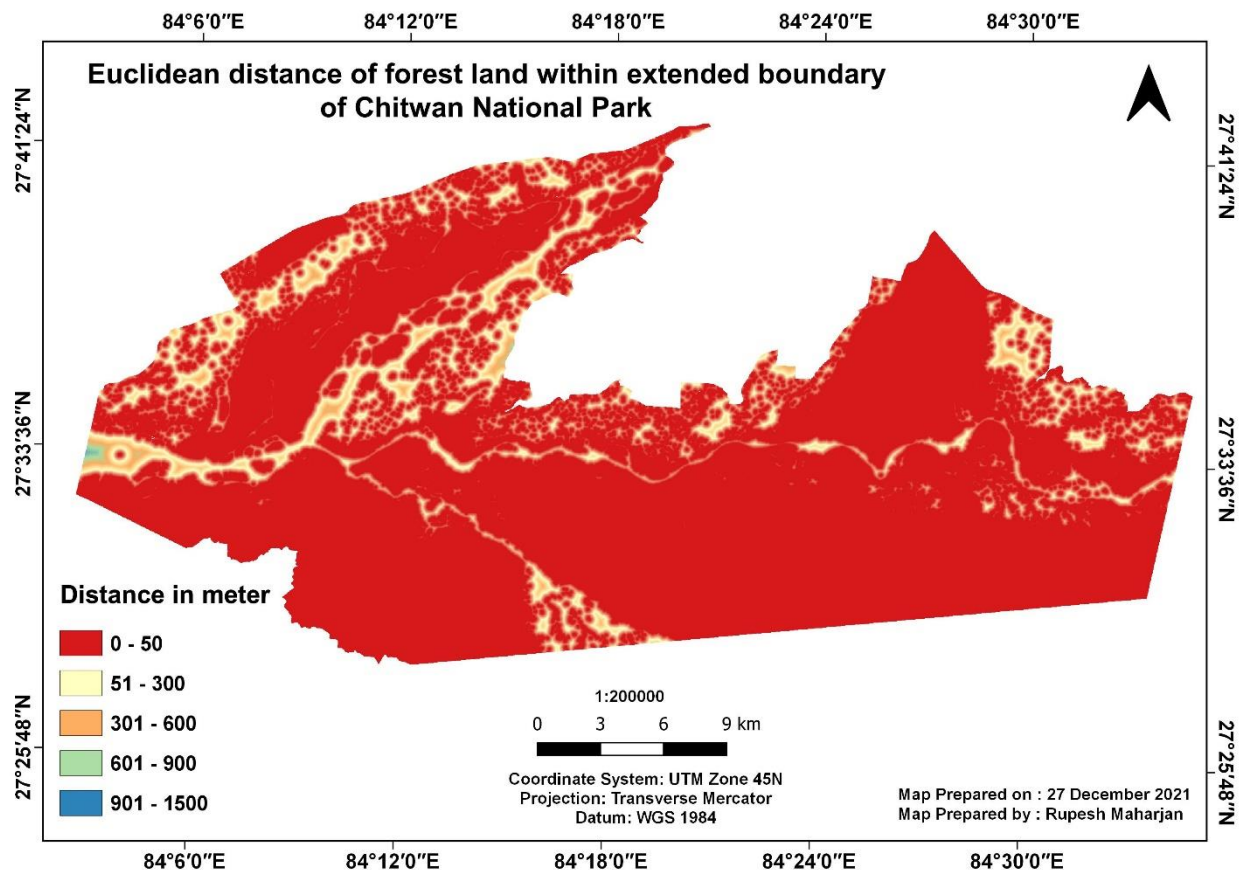 84°6′0″E 84°12′0″E 84°18′0″E 84°24′0″E 84°30′0″E
Euclidean distance of forest land within extended boundary
of Chitwan National Park
27°41′24″N
27°41′24″N
27°33′36″N
27°33′36″N
Distance in meter
0 - 50
51 - 300
301 - 600
601 - 900
901 - 1500
1:200000
0 3 6 9 km
Coordinate System: UTM Zone 45N
Projection : Transverse Mercator
Datum: WGS 1984
Map Prepared on : 27 December 2021
Map Prepared by : Rupesh Maharjan
27°25′48″N
27°25′48″N
84°6′0″E 84°12′0″E 84°18′0″E 84°24′0″E 84°30′0″E